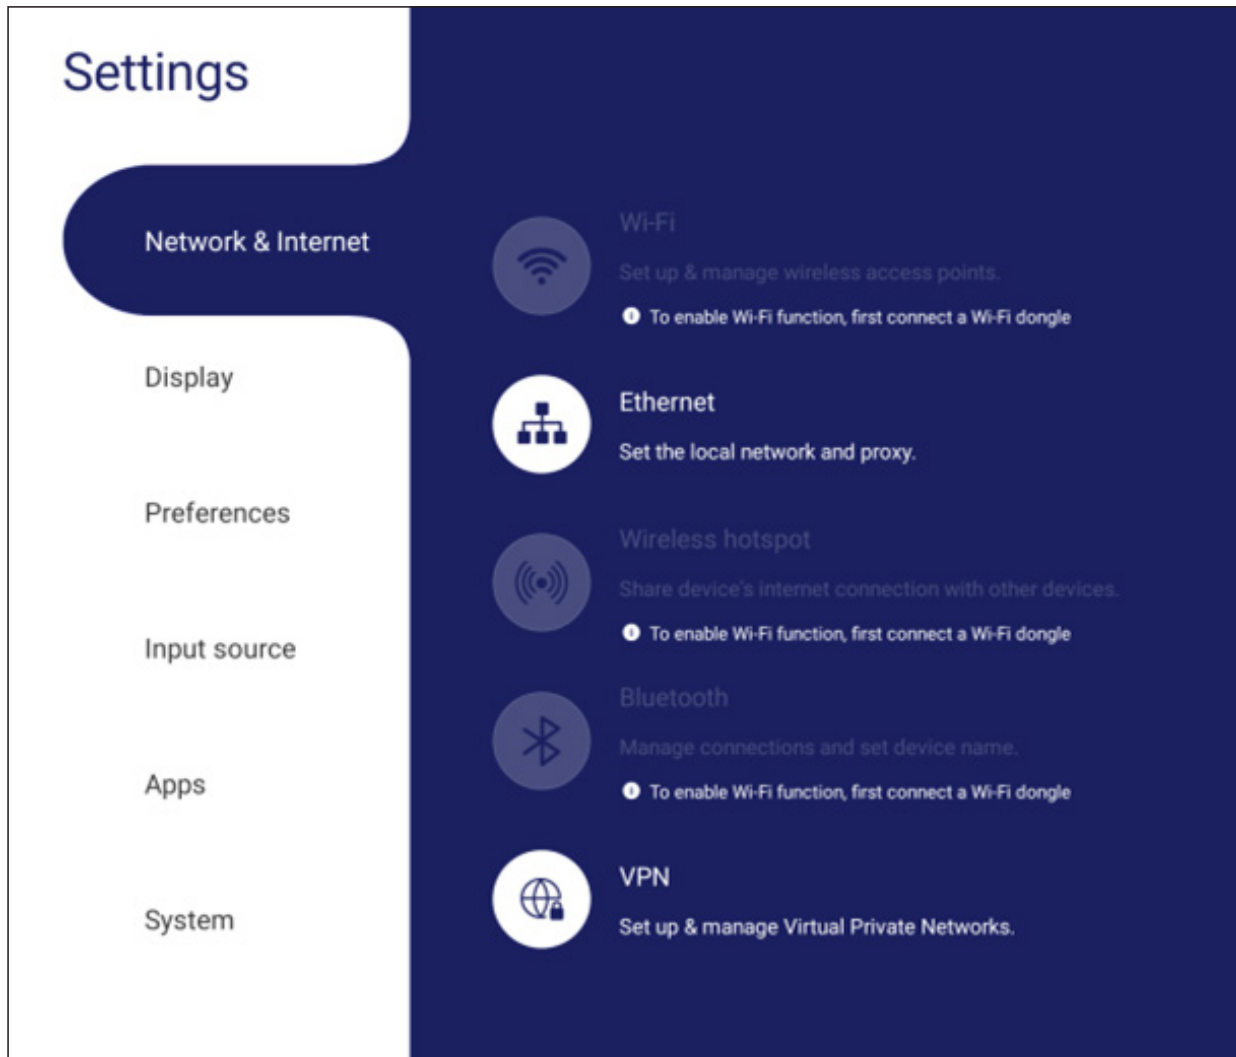 Settings
Network & Internet
Display
Preferences
Input source
Apps
System
Wi-Fi
Set up & manage wireless access points.
To enable Wi-Fi function, first connect a Wi-Fi dongle
Ethernet
Set the local network and proxy.
Wireless hotspot
Share device's internet connection with other devices.
To enable Wi-Fi function, first connect a Wi-Fi dongle
Bluetooth
Manage connections and set device name.
To enable Wi-Fi function, first connect a Wi-Fi dongle
VPN
Set up & manage Virtual Private Networks.